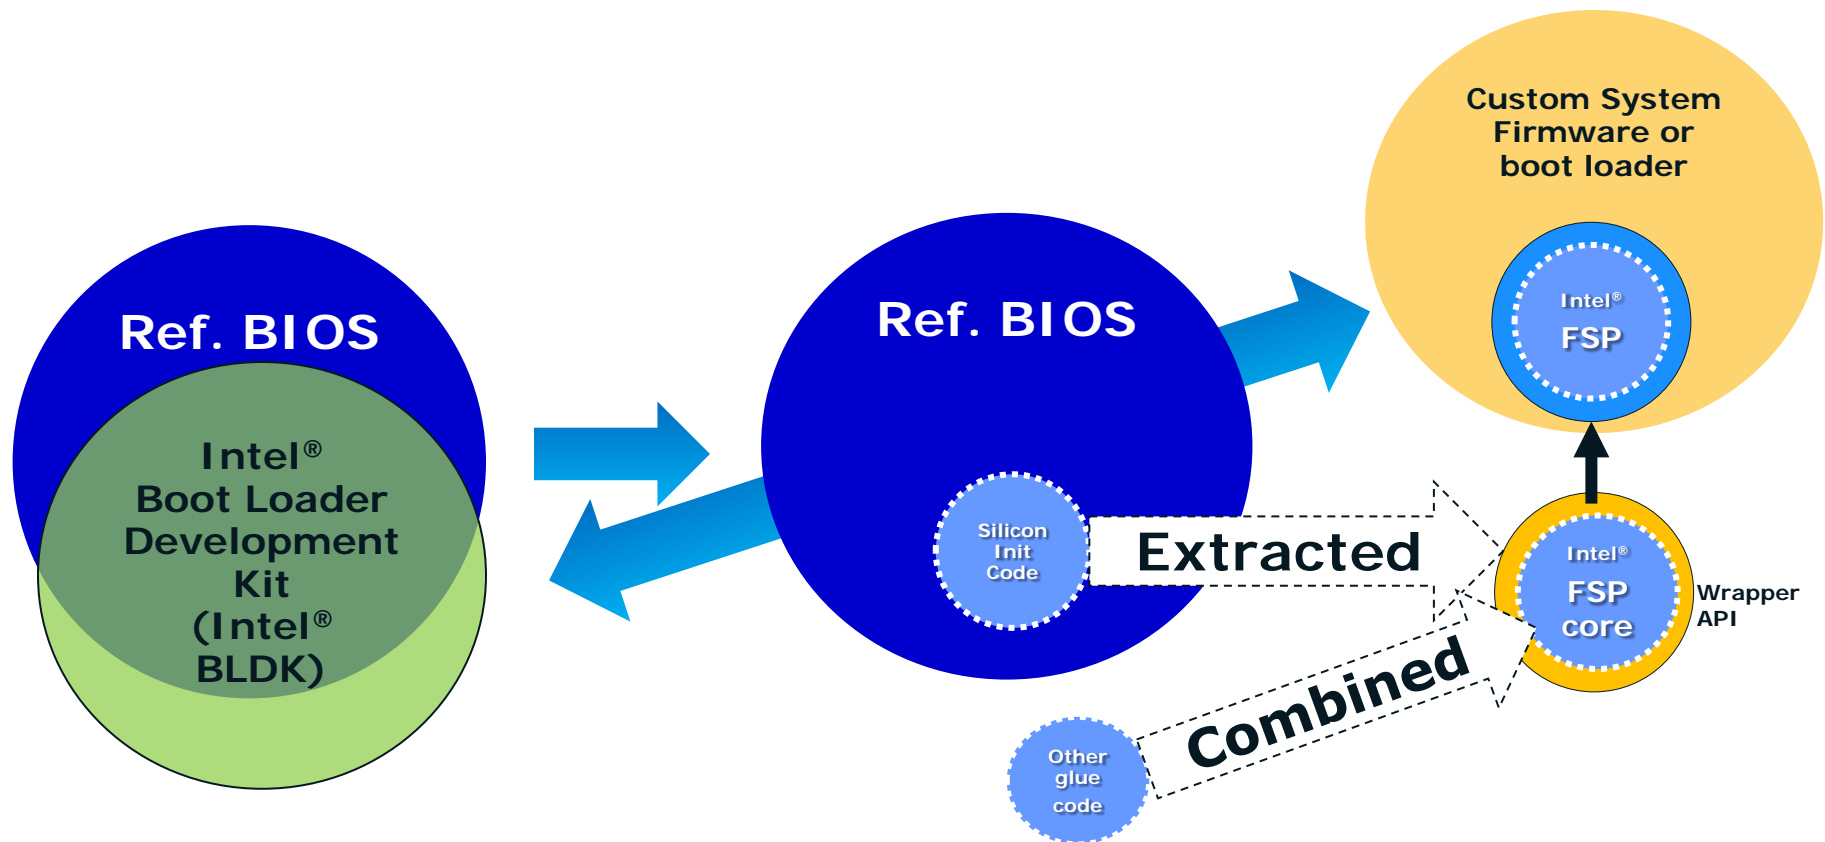 Ref. BIOS
Intel®
Boot Loader
Development
Kit
(Intel®
BLDK)
Ref. BIOS
Silicon
Init
Code
Extracted
Combined
Other
glue
code
Custom System
Firmware or
boot loader
Intel®
FSP
Intel®
FSP
core
Wrapper
API